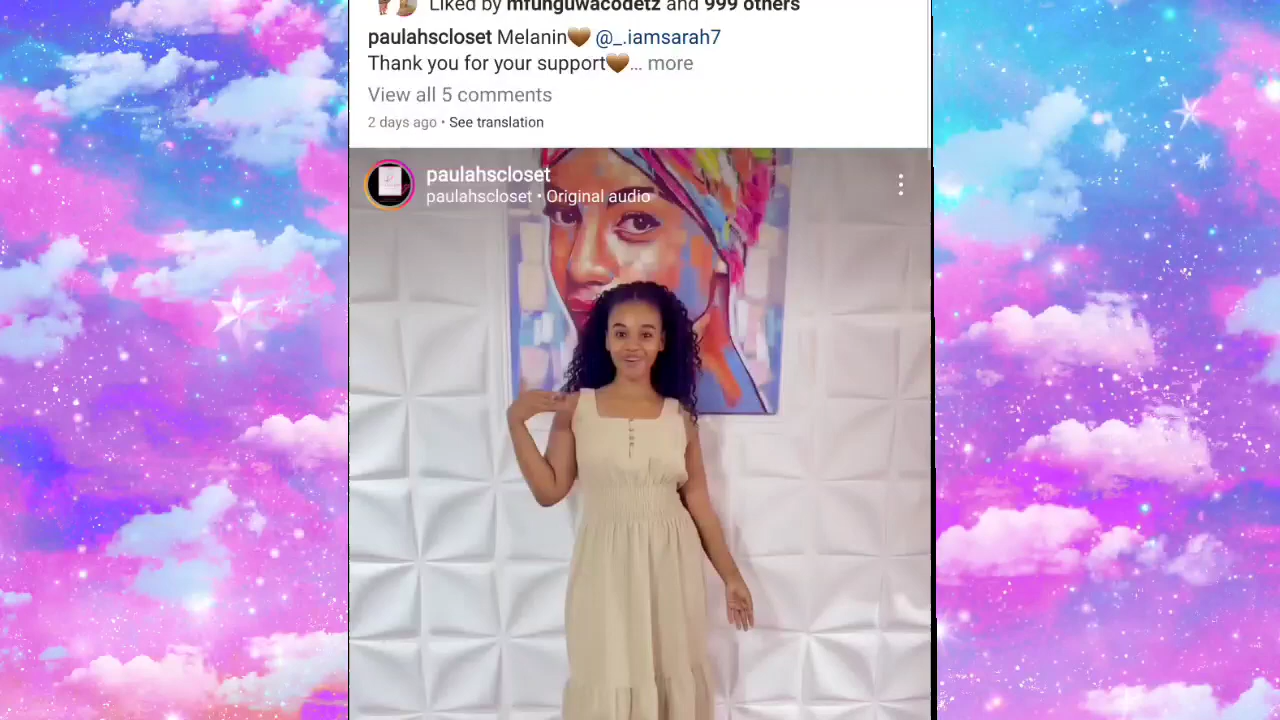 Liked by mfunguwacodetz and 999 others
paulahscloset Melanin🤎 @_.iamsarah7
Thank you for your support🤎... more
View all 5 comments
2 days ago • See translation
paulahscloset
paulahscloset • Original audio